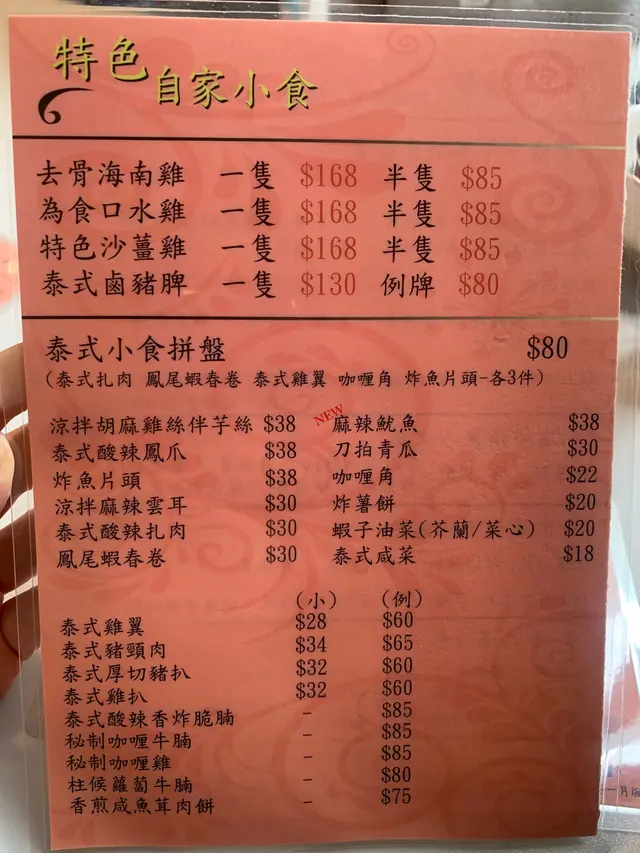 特色
自家小食
去骨海南雞 一隻 $168 半隻 $85
為食口水雞 一隻 $168 半隻 $85
特色沙薑雞 一隻 $168 半隻 $85
泰式鹵豬脾 一隻 $130 例牌 $80
泰式小食拼盤 $80
(泰式扎肉 鳳尾蝦春卷 泰式雞翼 咖喱角 炸魚片頭-各3件)
涼拌胡麻雞絲伴芋絲 $38 NEW 麻辣魷魚 $38
泰式酸辣鳳爪 $38 刀拍青瓜 $30
炸魚片頭 $38 咖喱角 $22
涼拌麻辣雲耳 $30 炸薯餅 $20
泰式酸辣扎肉 $30 蝦子油菜(芥蘭/菜心) $20
鳳尾蝦春卷 $30 泰式咸菜 $18
(小) (例)
泰式雞翼 $28 $60
泰式豬頸肉 $34 $65
泰式厚切豬扒 $32 $60
泰式雞扒 $32 $60
泰式酸辣香炸脆腩 - $85
秘制咖喱牛腩 - $85
秘制咖喱雞 - $85
柱候蘿蔔牛腩 - $80
香煎咸魚茸肉餅 - $75
一月版